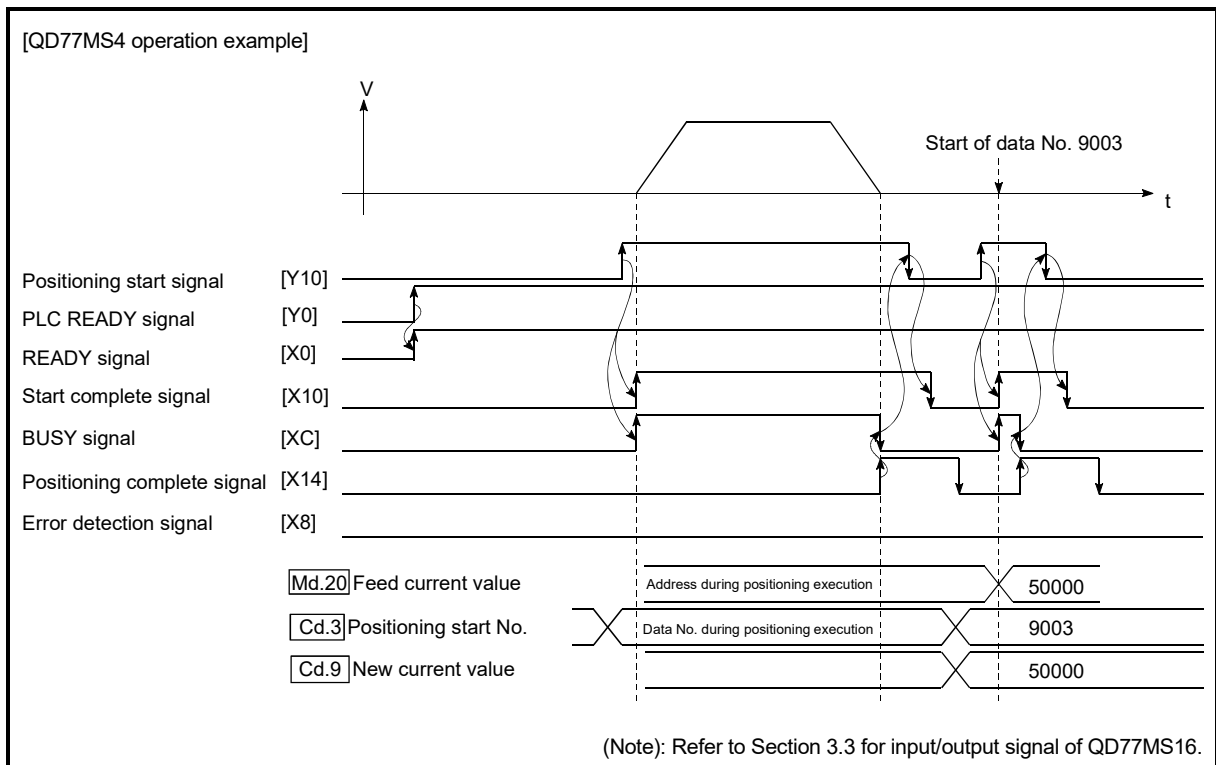 [QD77MS4 operation example]
V
Start of data No. 9003
t
Positioning start signal [Y10]
PLC READY signal [Y0]
READY signal [X0]
Start complete signal [X10]
BUSY signal [XC]
Positioning complete signal [X14]
Error detection signal [X8]
Md.20 Feed current value Address during positioning execution 50000
Cd.3 Positioning start No. Data No. during positioning execution 9003
Cd.9 New current value 50000
(Note): Refer to Section 3.3 for input/output signal of QD77MS16.